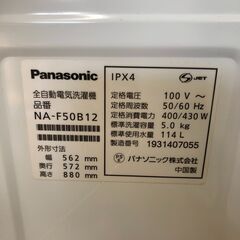 Panasonic
全自動電気洗濯機
品番
NA-F50B12
外形寸法
幅 562 mm
奥行 572 mm
高さ 880 mm
IPX4
JET
定格電圧 100 V~
定格周波数 50/60 Hz
定格消費電力 400/430 W
標準洗濯容量 5.0 kg
標準使用水量 114 L
製造番号 1931407055
パナソニック株式会社
中国製